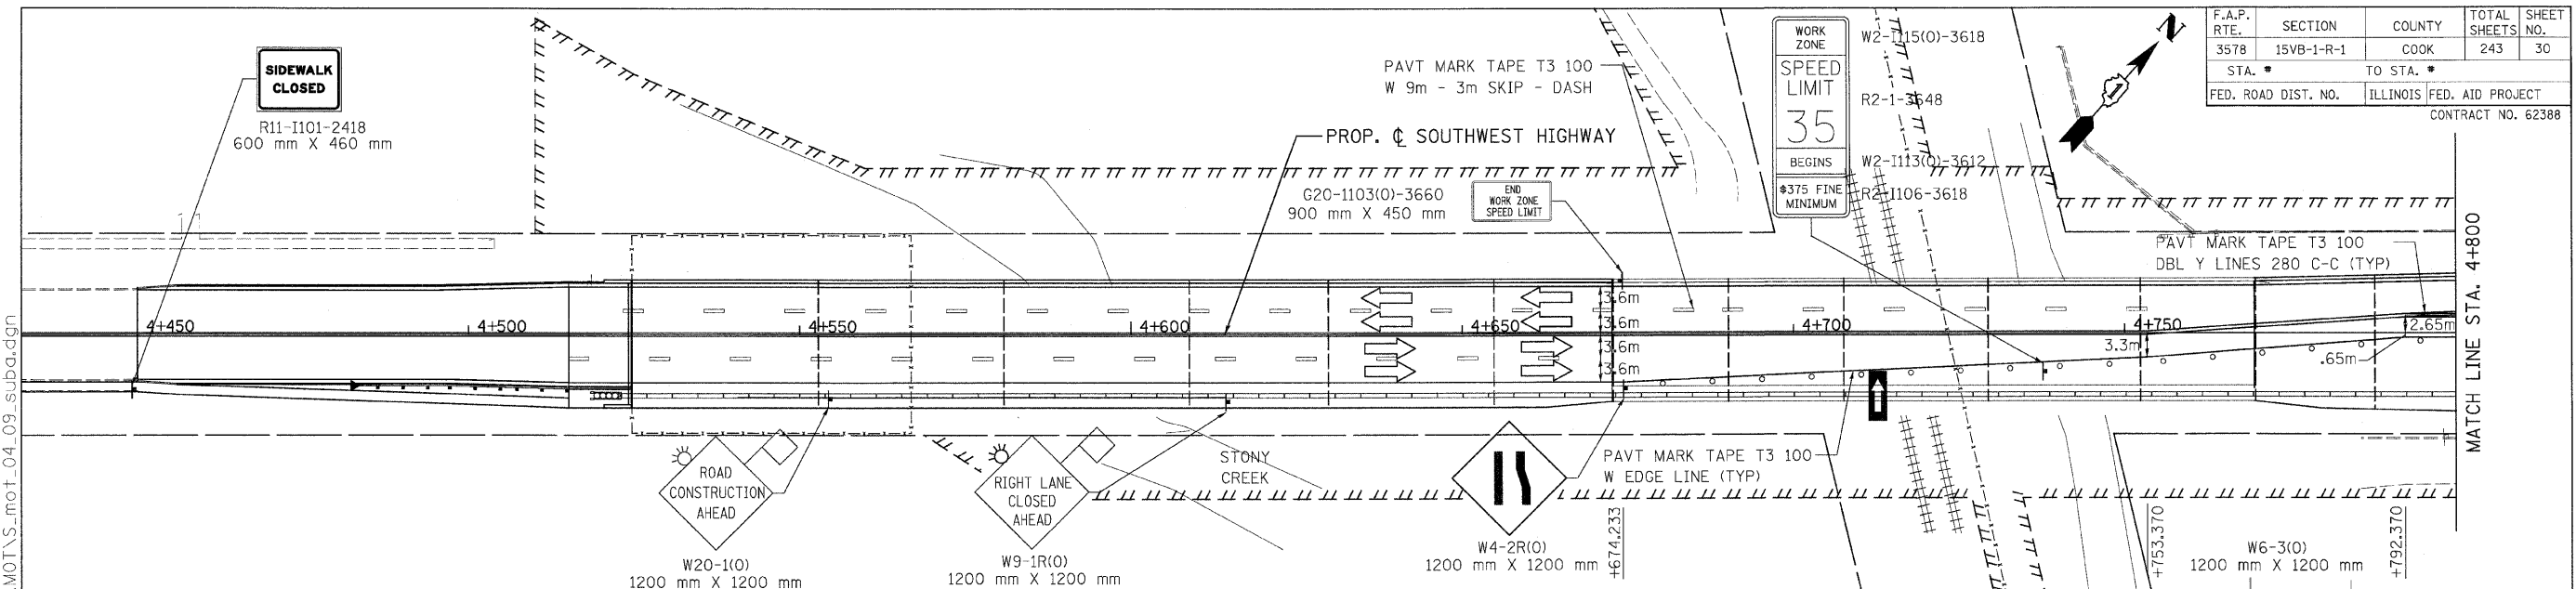 F.A.P. RTE. SECTION COUNTY TOTAL SHEETS SHEET NO.
3578 15VB-1-R-1 COOK 243 30
STA. * TO STA. *
FED. ROAD DIST. NO. ILLINOIS FED. AID PROJECT
CONTRACT NO. 62388
N
SIDEWALK
CLOSED
R11-I101-2418
600 mm X 460 mm
PAVT MARK TAPE T3 100
W 9m - 3m SKIP - DASH
PROP. ℄ SOUTHWEST HIGHWAY
G20-1103(0)-3660
900 mm X 450 mm
END
WORK ZONE
SPEED LIMIT
WORK
ZONE
SPEED
LIMIT
35
BEGINS
$375 FINE
MINIMUM
W2-I115(0)-3618
R2-1-3648
W2-I113(0)-3612
R2-I106-3618
PAVT MARK TAPE T3 100
DBL Y LINES 280 C-C (TYP)
MATCH LINE STA. 4+800
4+450
4+500
4+550
4+600
4+650
4+700
4+750
3.6m
3.6m
3.6m
3.6m
3.3m
2.65m
.65m
ROAD
CONSTRUCTION
AHEAD
W20-1(0)
1200 mm X 1200 mm
RIGHT LANE
CLOSED
AHEAD
W9-1R(0)
1200 mm X 1200 mm
STONY
CREEK
W4-2R(0)
1200 mm X 1200 mm
PAVT MARK TAPE T3 100
W EDGE LINE (TYP)
+674.233
+753.370
+792.370
W6-3(0)
1200 mm X 1200 mm
MOT\S_mot_04_09_suba.dgn